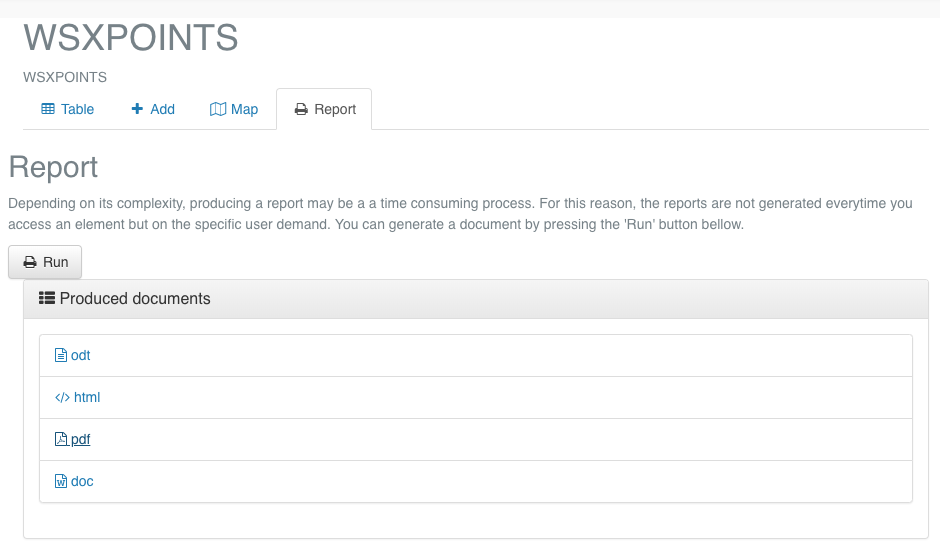 WSXPOINTS
WSXPOINTS
Table Add Map Report
Report
Depending on its complexity, producing a report may be a a time consuming process. For this reason, the reports are not generated everytime you
access an element but on the specific user demand. You can generate a document by pressing the 'Run' button bellow.
Run
Produced documents
odt
html
pdf
doc